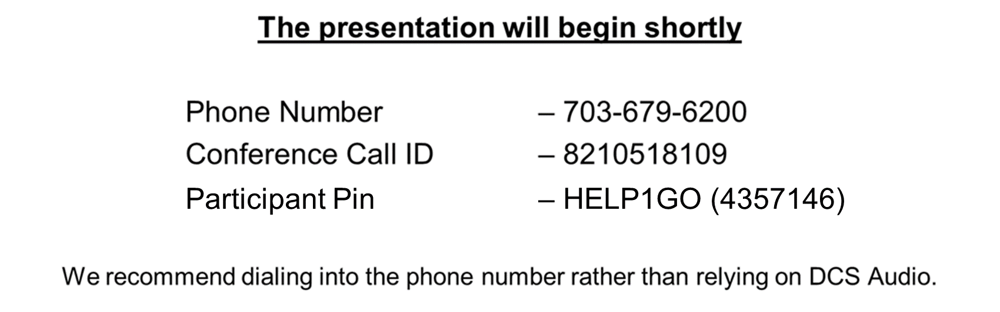 The presentation will begin shortly
Phone Number – 703-679-6200
Conference Call ID – 8210518109
Participant Pin – HELP1GO (4357146)
We recommend dialing into the phone number rather than relying on DCS Audio.